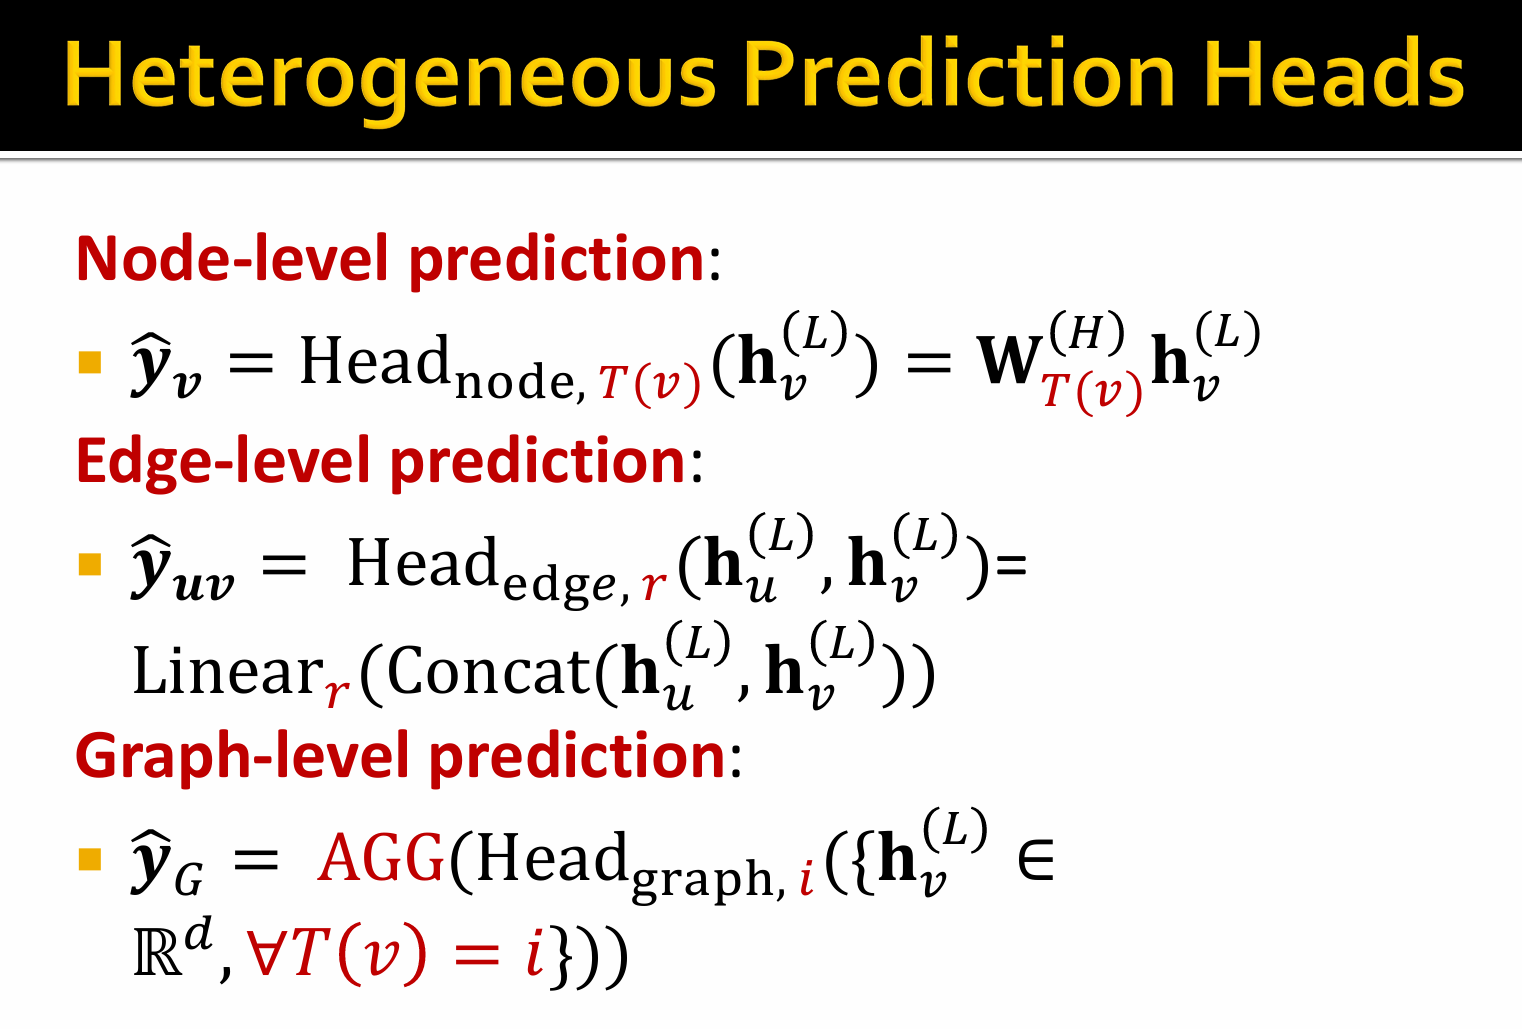 Heterogeneous Prediction Heads
Node-level prediction:
▪ $\widehat{\boldsymbol{y}}_{\boldsymbol{v}} = \text{Head}_{\text{node}, T(v)}(\mathbf{h}_v^{(L)}) = \mathbf{W}_{T(v)}^{(H)}\mathbf{h}_v^{(L)}$
Edge-level prediction:
▪ $\widehat{\boldsymbol{y}}_{\boldsymbol{uv}} = \text{Head}_{\text{edg}e, r}(\mathbf{h}_u^{(L)}, \mathbf{h}_v^{(L)})=$
$\text{Linear}_r(\text{Concat}(\mathbf{h}_u^{(L)}, \mathbf{h}_v^{(L)}))$
Graph-level prediction:
▪ $\widehat{\boldsymbol{y}}_G = \text{AGG}(\text{Head}_{\text{graph}, i}(\{\mathbf{h}_v^{(L)} \in$
$\mathbb{R}^d, \forall T(v) = i\}))$